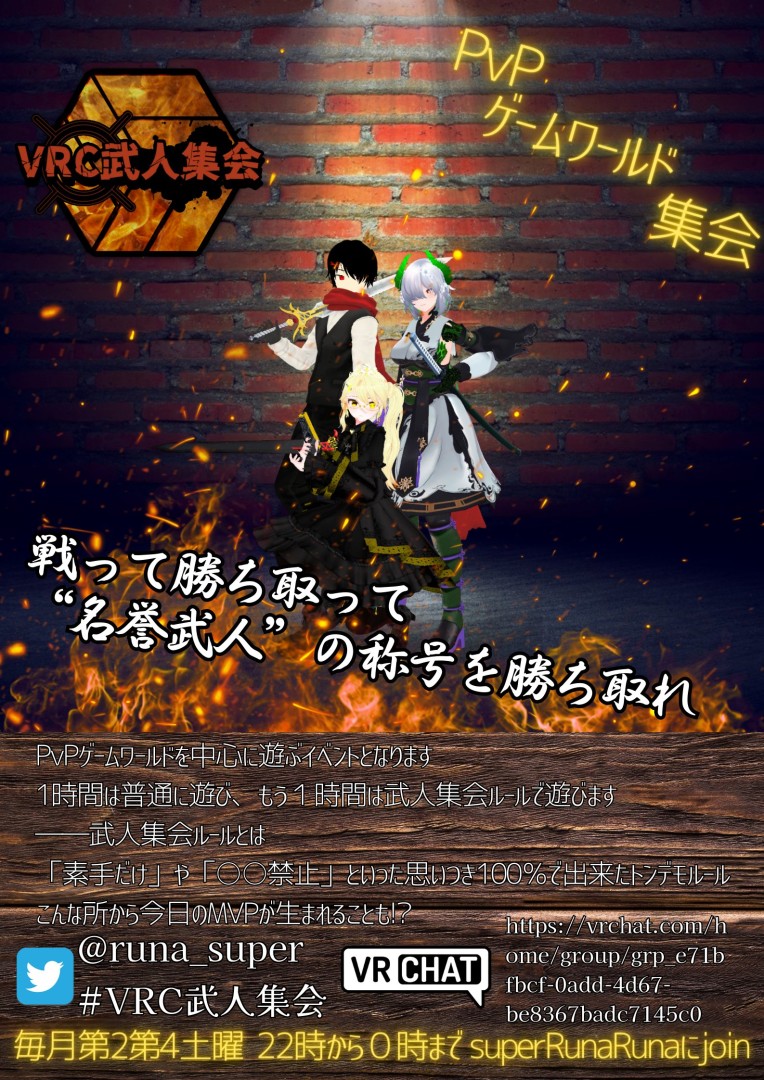 PvP
ゲームワールド
集会
VRC武人集会
戦って勝ち取って
“名誉武人”の称号を勝ち取れ
PvPゲームワールドを中心に遊ぶイベントとなります
1時間は普通に遊び、もう１時間は武人集会ルールで遊びます
――武人集会ルールとは
「素手だけ」や「○○禁止」といった思いつき100％で出来たトンデモルール
こんな所から今日のMVPが生まれることも!?
@runa_super
#VRC武人集会
VRCHAT
https://vrchat.com/h
ome/group/grp_e71b
fbcf-0add-4d67-
be8367badc7145c0
毎月第2第4土曜 22時から０時まで superRunaRunaにjoin